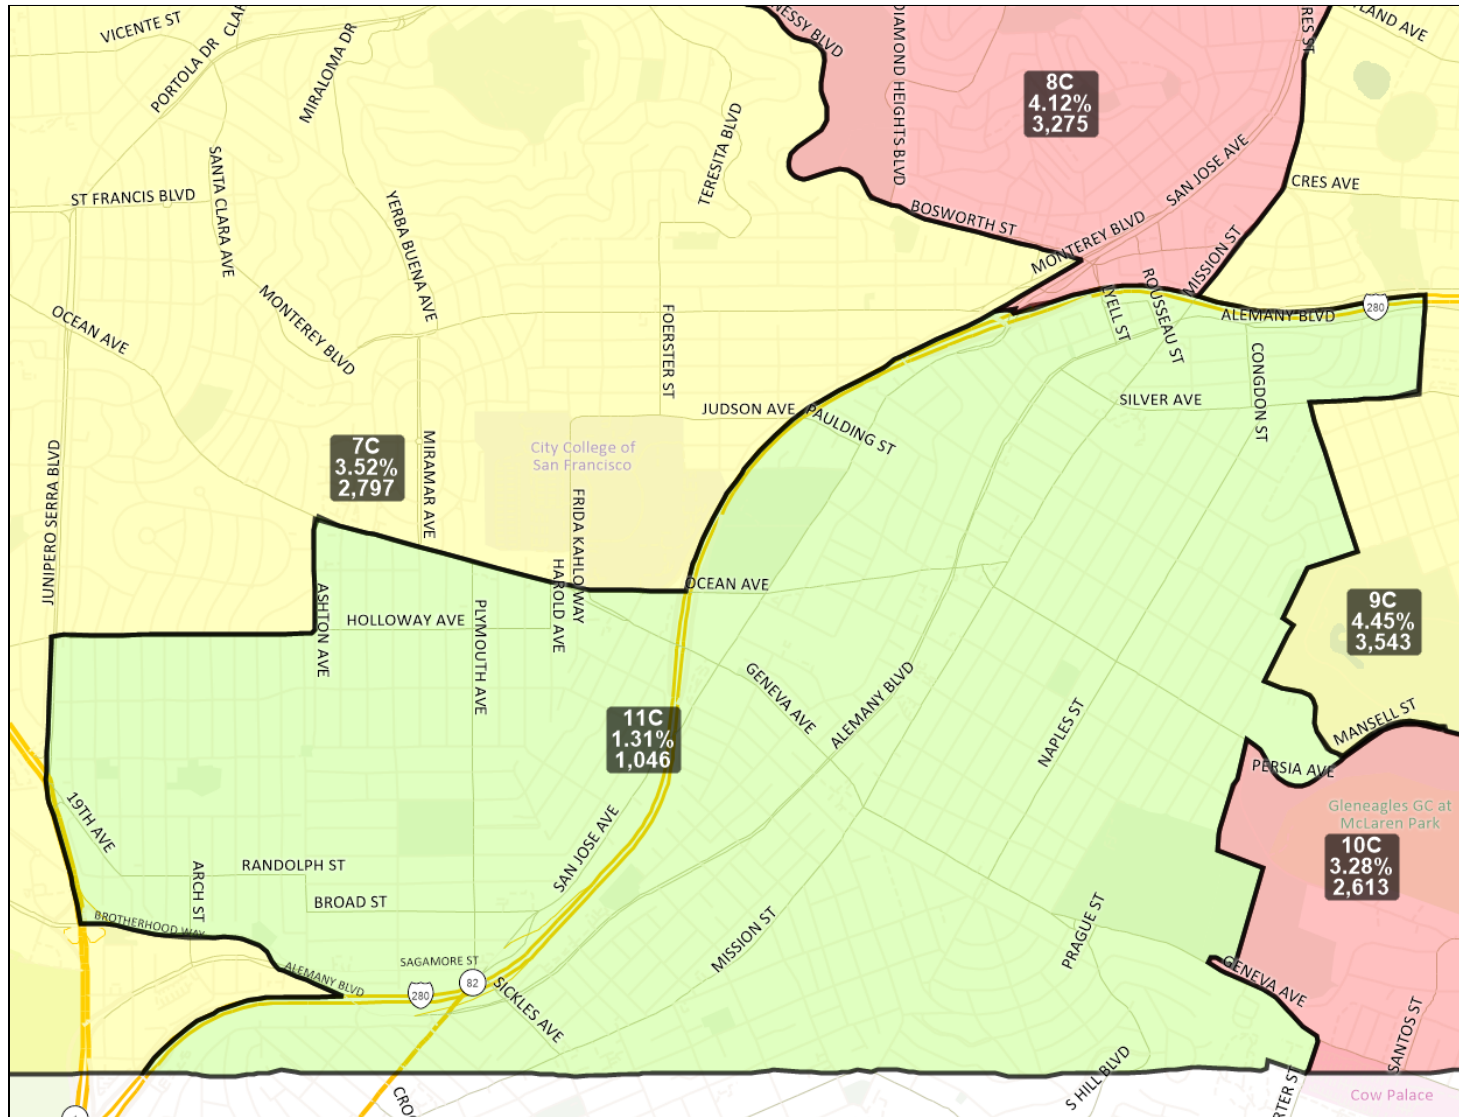 VICENTE ST
PORTOLA DR
MIRALOMA DR
TERESITA BLVD
DIAMOND HEIGHTS BLVD
8C
4.12%
3,275
SAN JOSE AVE
CRES AVE
ST FRANCIS BLVD
SANTA CLARA AVE
YERBA BUENA AVE
BOSWORTH ST
MONTEREY BLVD
MISSION ST
LYELL ST
ROUSSEAU ST
ALEMANY BLVD
280
OCEAN AVE
MONTEREY BLVD
FOERSTER ST
CONGDON ST
SILVER AVE
JUDSON AVE
PAULDING ST
City College of
San Francisco
7C
3.52%
2,797
MIRAMAR AVE
JUNIPERO SERRA BLVD
FRIDA KAHLO WAY
HAROLD AVE
OCEAN AVE
ASHTON AVE
HOLLOWAY AVE
PLYMOUTH AVE
9C
4.45%
3,543
GENEVA AVE
ALEMANY BLVD
NAPLES ST
MANSELL ST
PERSIA AVE
11C
1.31%
1,046
Gleneagles GC at
McLaren Park
10C
3.28%
2,613
19TH AVE
RANDOLPH ST
ARCH ST
BROAD ST
SAN JOSE AVE
BROTHERHOOD WAY
ALEMANY BLVD
SAGAMORE ST
280
82
SICKLES AVE
MISSION ST
PRAGUE ST
GENEVA AVE
SANTOS ST
S HILL BLVD
Cow Palace